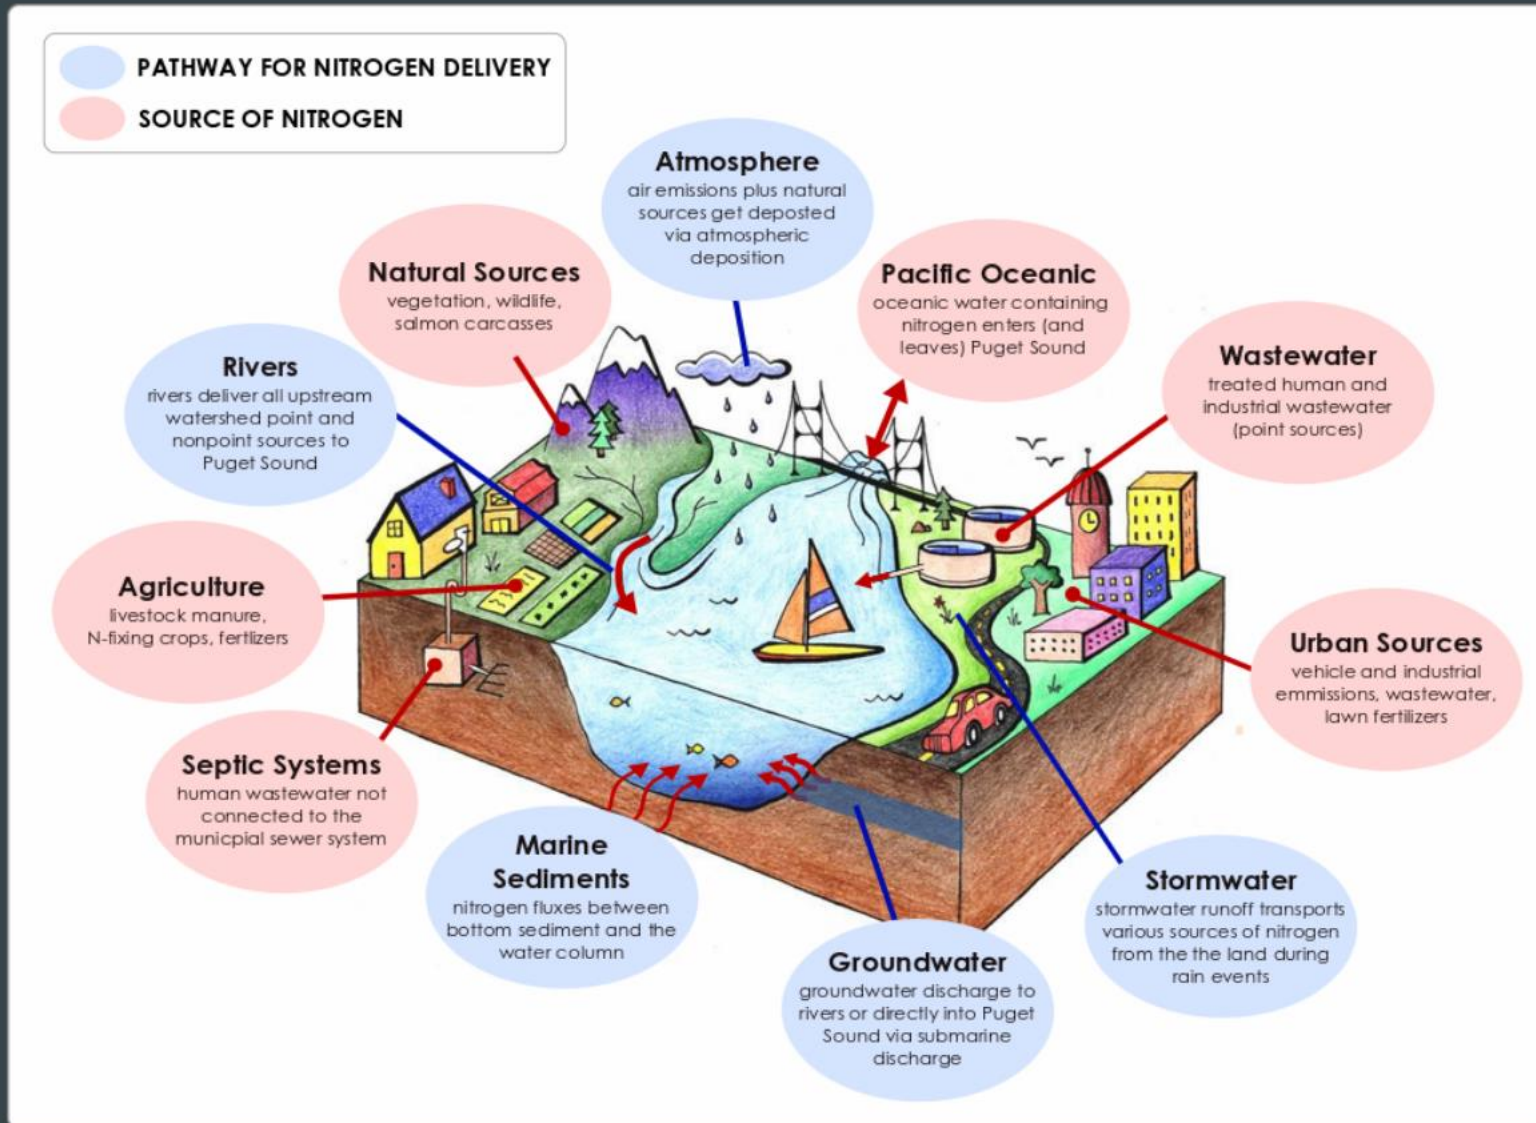 PATHWAY FOR NITROGEN DELIVERY
SOURCE OF NITROGEN
Atmosphere
air emissions plus natural
sources get deposted
via atmospheric
deposition
Natural Sources
vegetation, wildlife,
salmon carcasses
Pacific Oceanic
oceanic water containing
nitrogen enters (and
leaves) Puget Sound
Rivers
rivers deliver all upstream
watershed point and
nonpoint sources to
Puget Sound
Wastewater
treated human and
industrial wastewater
(point sources)
Agriculture
livestock manure,
N-fixing crops, fertlizers
Urban Sources
vehicle and industrial
emmissions, wastewater,
lawn fertilizers
Septic Systems
human wastewater not
connected to the
municpial sewer system
Marine
Sediments
nitrogen fluxes between
bottom sediment and the
water column
Stormwater
stormwater runoff transports
various sources of nitrogen
from the the land during
rain events
Groundwater
groundwater discharge to
rivers or directly into Puget
Sound via submarine
discharge